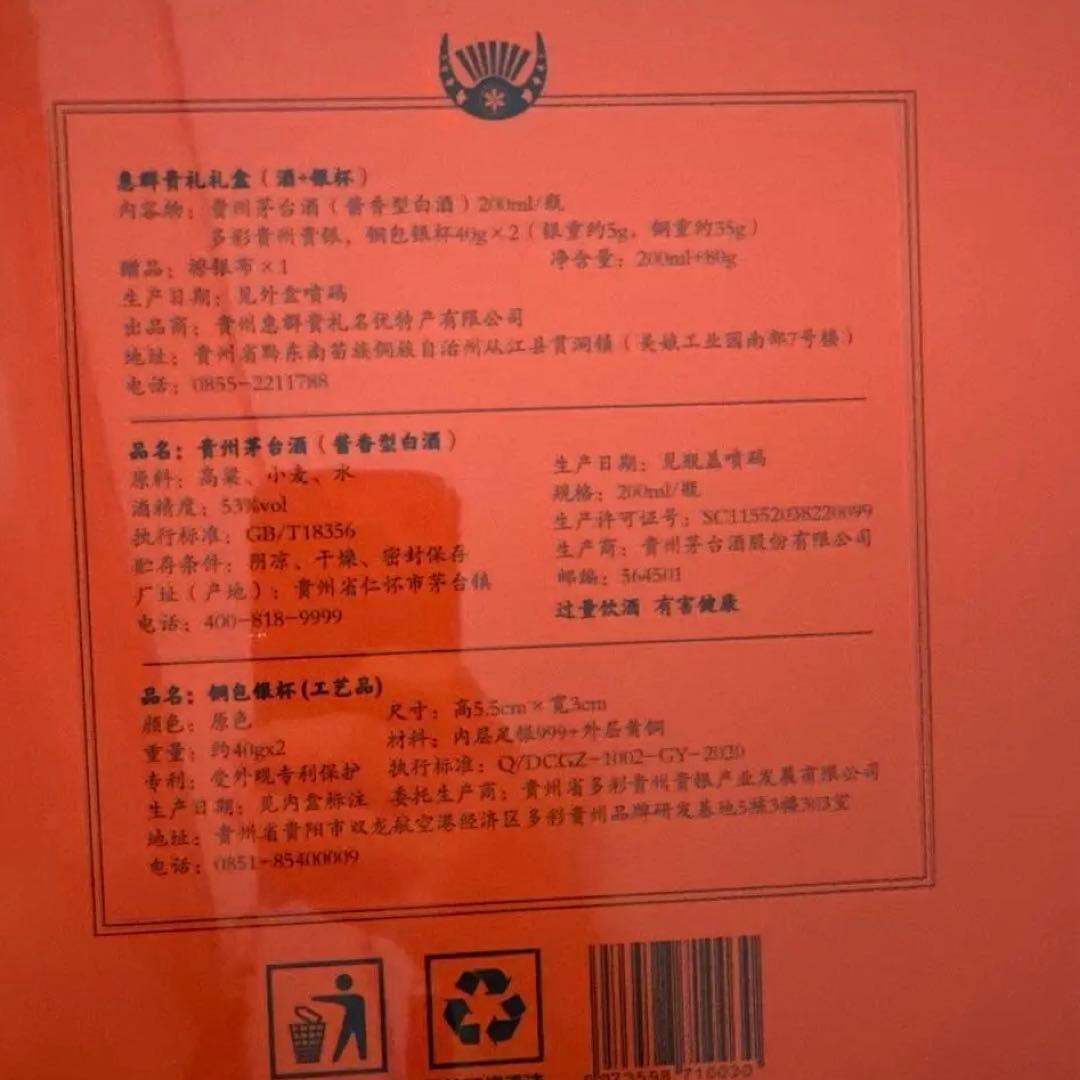 惠群贵礼礼盒(酒+银杯)
内容物:贵州茅台酒(酱香型白酒)200ml/瓶
多彩贵州贵银,铜包银杯40g×2(银重约5g,铜重约35g)
赠品:擦银布×1 净含量:200ml+80g
生产日期:见外盒喷码
出品商:贵州惠群贵礼名优特产有限公司
地址:贵州省黔东南苗族侗族自治州从江县贯洞镇(美娘工业园南部7号楼)
电话:0855-2211788
品名:贵州茅台酒(酱香型白酒)
原料:高粱、小麦、水
酒精度:53%vol
执行标准:GB/T18356
贮存条件:阴凉、干燥、密封保存
厂址(产地):贵州省仁怀市茅台镇
电话:400-818-9999
生产日期:见瓶盖喷码
规格:200ml/瓶
生产许可证号:SC11552038220099
生产商:贵州茅台酒股份有限公司
邮编:564501
过量饮酒 有害健康
品名:铜包银杯(工艺品)
颜色:原色 尺寸:高5.5cm×宽3cm
重量:约40gx2 材料:内层足银999+外层黄铜
专利:受外观专利保护 执行标准:Q/DCGZ-1002-GY-2020
生产日期:见内盒标注 委托生产商:贵州省多彩贵州贵银产业发展有限公司
地址:贵州省贵阳市双龙航空港经济区多彩贵州品牌研发基地5栋3幢303室
电话:0851-85400009